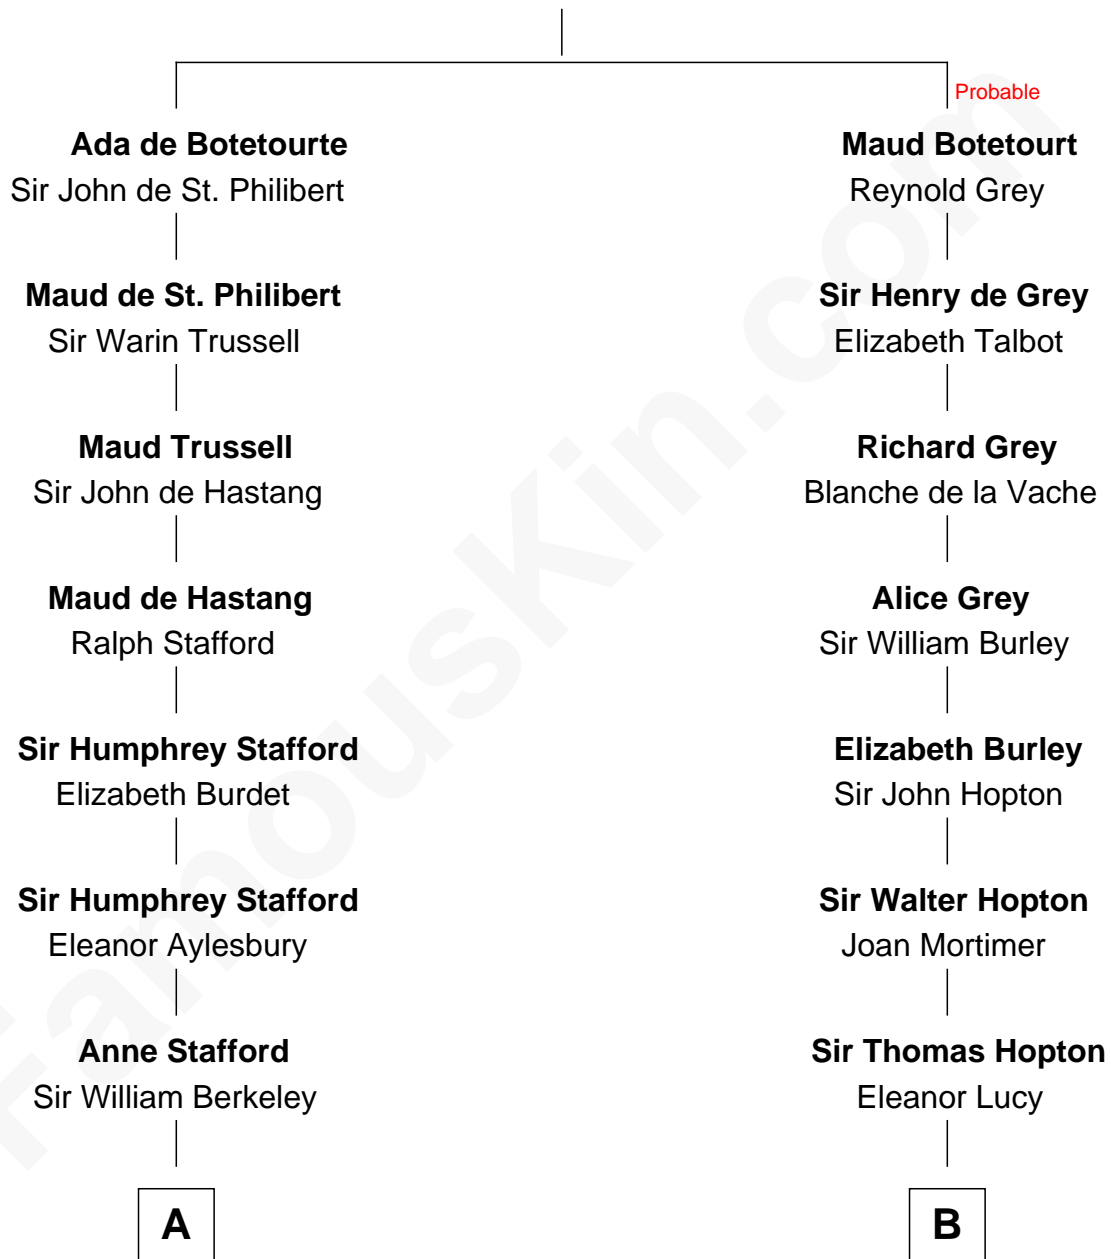 Probable
Ada de Botetourte
Sir John de St. Philibert
Maud Botetourt
Reynold Grey
Maud de St. Philibert
Sir Warin Trussell
Sir Henry de Grey
Elizabeth Talbot
Maud Trussell
Sir John de Hastang
Richard Grey
Blanche de la Vache
Maud de Hastang
Ralph Stafford
Alice Grey
Sir William Burley
Sir Humphrey Stafford
Elizabeth Burdet
Elizabeth Burley
Sir John Hopton
Sir Humphrey Stafford
Eleanor Aylesbury
Sir Walter Hopton
Joan Mortimer
Anne Stafford
Sir William Berkeley
Sir Thomas Hopton
Eleanor Lucy
A
B
FamousKin.com